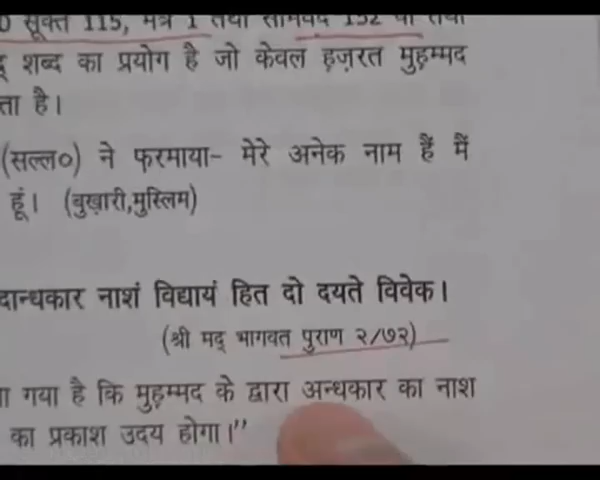 0 सूक्त 115, मंत्र 1 तथा सामवेद 152 वां तथा
शब्द का प्रयोग है जो केवल हज़रत मुहम्मद
ता है।
(सल्ल०) ने फ़रमाया- मेरे अनेक नाम हैं मैं
हूं। (बुख़ारी,मुस्लिम)
दान्धकार नाशं विद्यायं हित दो दयते विवेक।
(श्री मद् भागवत पुराण २/७२)
गया है कि मुहम्मद के द्वारा अन्धकार का नाश
का प्रकाश उदय होगा।”